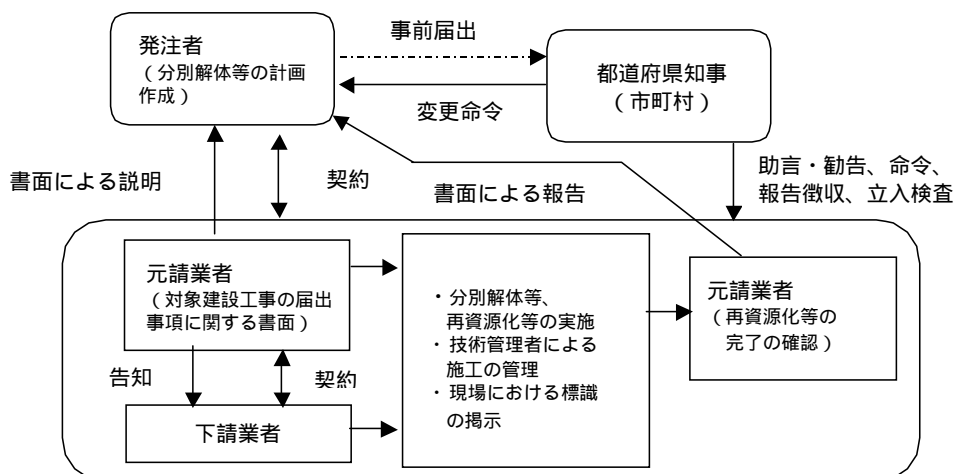 発注者
（分別解体等の計画
作成）
事前届出
変更命令
都道府県知事
（市町村）
書面による説明
契約
書面による報告
助言・勧告、命令、
報告徴収、立入検査
元請業者
（対象建設工事の届出
事項に関する書面）
告知
契約
下請業者
・分別解体等、
再資源化等の実施
・技術管理者による
施工の管理
・現場における標識
の掲示
元請業者
（再資源化等の
完了の確認）